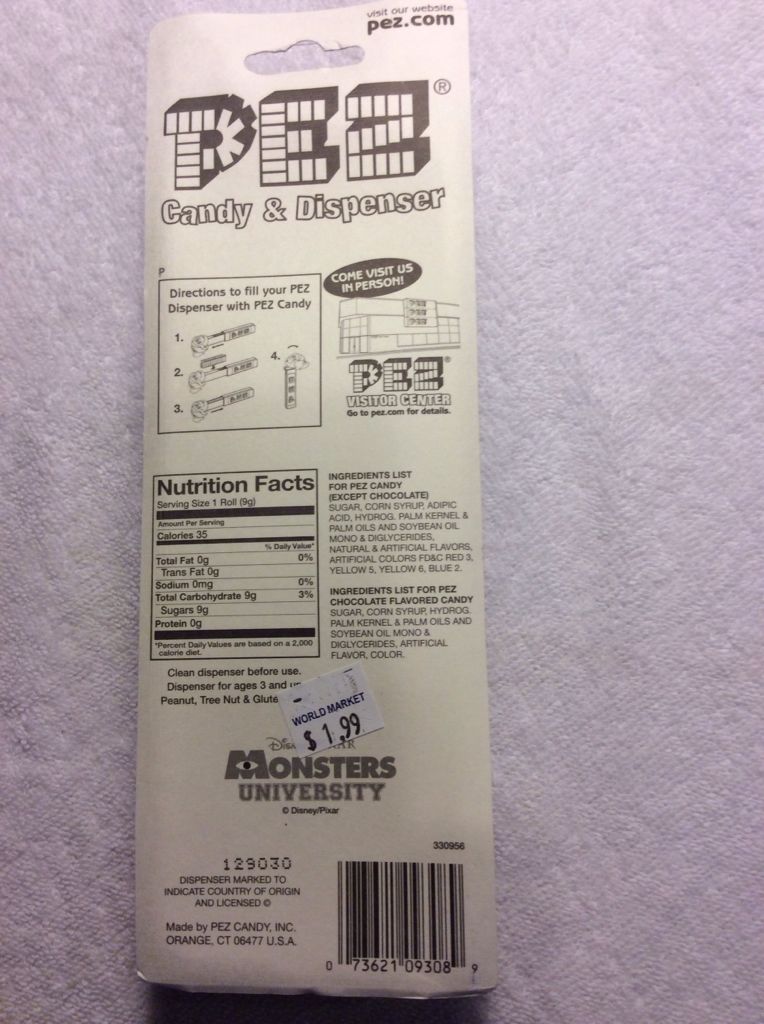 visit our website
pez.com
PEZ®
Candy & Dispenser
P
Directions to fill your PEZ
Dispenser with PEZ Candy
1.
2.
3.
4.
COME VISIT US
IN PERSON!
PEZ
PEZ
PEZ
PEZ®
VISITOR CENTER
Go to pez.com for details.
Nutrition Facts
Serving Size 1 Roll (9g)
Amount Per Serving
Calories 35
% Daily Value*
Total Fat 0g 0%
Trans Fat 0g
Sodium 0mg 0%
Total Carbohydrate 9g 3%
Sugars 9g
Protein 0g
*Percent Daily Values are based on a 2,000
calorie diet.
INGREDIENTS LIST
FOR PEZ CANDY
(EXCEPT CHOCOLATE)
SUGAR, CORN SYRUP, ADIPIC
ACID, HYDROG. PALM KERNEL &
PALM OILS AND SOYBEAN OIL
MONO & DIGLYCERIDES,
NATURAL & ARTIFICIAL FLAVORS,
ARTIFICIAL COLORS FD&C RED 3,
YELLOW 5, YELLOW 6, BLUE 2.
INGREDIENTS LIST FOR PEZ
CHOCOLATE FLAVORED CANDY
SUGAR, CORN SYRUP, HYDROG.
PALM KERNEL & PALM OILS AND
SOYBEAN OIL MONO &
DIGLYCERIDES, ARTIFICIAL
FLAVOR, COLOR.
Clean dispenser before use.
Dispenser for ages 3 and up
Peanut, Tree Nut & Glute
WORLD MARKET
$ 1.99
MONSTERS
UNIVERSITY
© Disney/Pixar
330956
129030
DISPENSER MARKED TO
INDICATE COUNTRY OF ORIGIN
AND LICENSED ©
Made by PEZ CANDY, INC.
ORANGE, CT 06477 U.S.A.
0 73621 09308 9